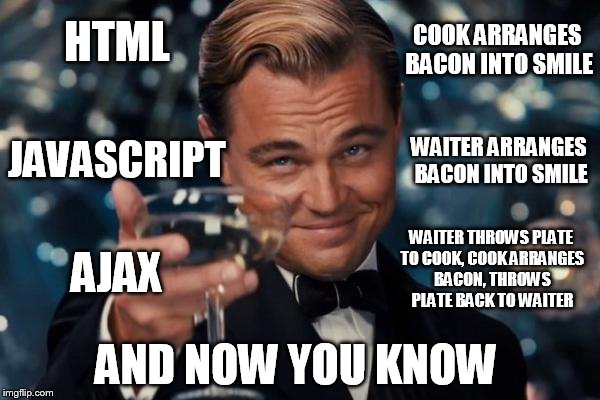 HTML
COOK ARRANGES
BACON INTO SMILE
JAVASCRIPT
WAITER ARRANGES
BACON INTO SMILE
AJAX
WAITER THROWS PLATE
TO COOK, COOK ARRANGES
BACON, THROWS
PLATE BACK TO WAITER
AND NOW YOU KNOW
imgflip.com